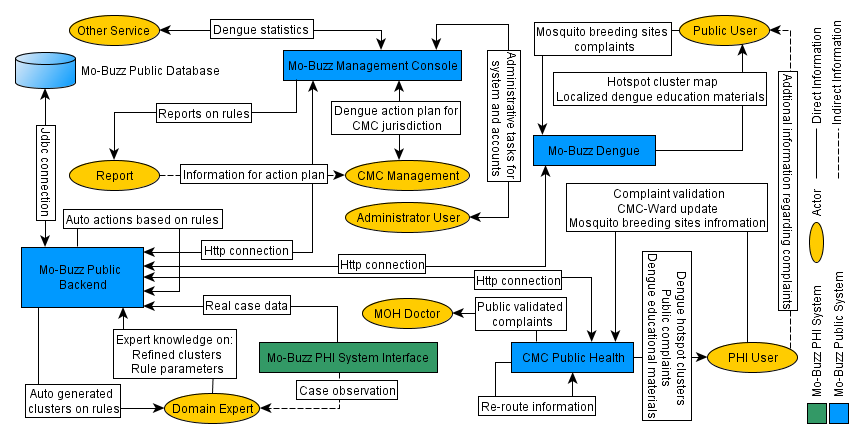 Other Service
Dengue statistics
Mo-Buzz Public Database
Mo-Buzz Management Console
Administrative tasks for
system and accounts
Mosquito breeding sites
complaints
Public User
Hotspot cluster map
Localized dengue education materials
Addtional information regarding complaints
Direct Information
Indirect Information
Jdbc connection
Reports on rules
Dengue action plan for
CMC jurisdiction
Mo-Buzz Dengue
Report
Information for action plan
CMC Management
Administrator User
Complaint validation
CMC-Ward update
Mosquito breeding sites infromation
Actor
Auto actions based on rules
Http connection
Http connection
Http connection
Mo-Buzz Public
Backend
Real case data
MOH Doctor
Public validated
complaints
Dengue hotspot clusters
Public complaints
Dengue educational materials
Expert knowledge on:
Refined clusters
Rule parameters
Mo-Buzz PHI System Interface
CMC Public Health
PHI User
Case observation
Auto generated
clusters on rules
Domain Expert
Re-route information
Mo-Buzz PHI System
Mo-Buzz Public System